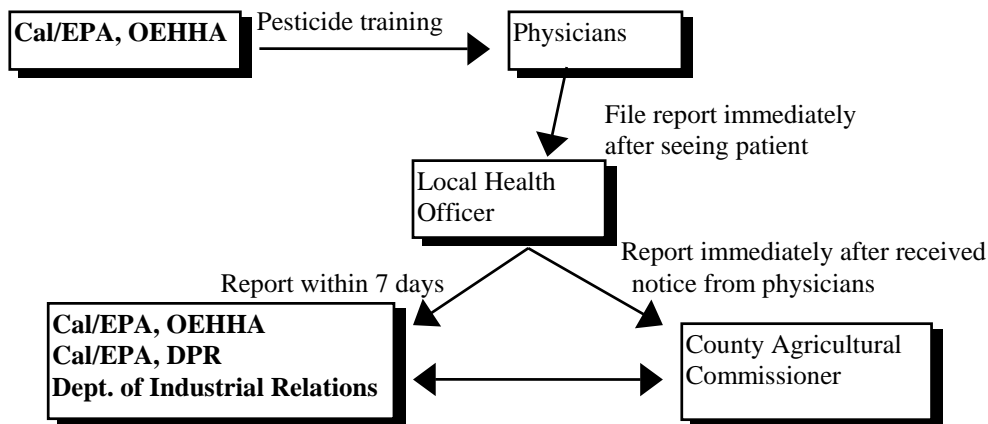 Cal/EPA, OEHHA
Pesticide training
Physicians
File report immediately
after seeing patient
Local Health
Officer
Report within 7 days
Report immediately after received
notice from physicians
Cal/EPA, OEHHA
Cal/EPA, DPR
Dept. of Industrial Relations
County Agricultural
Commissioner